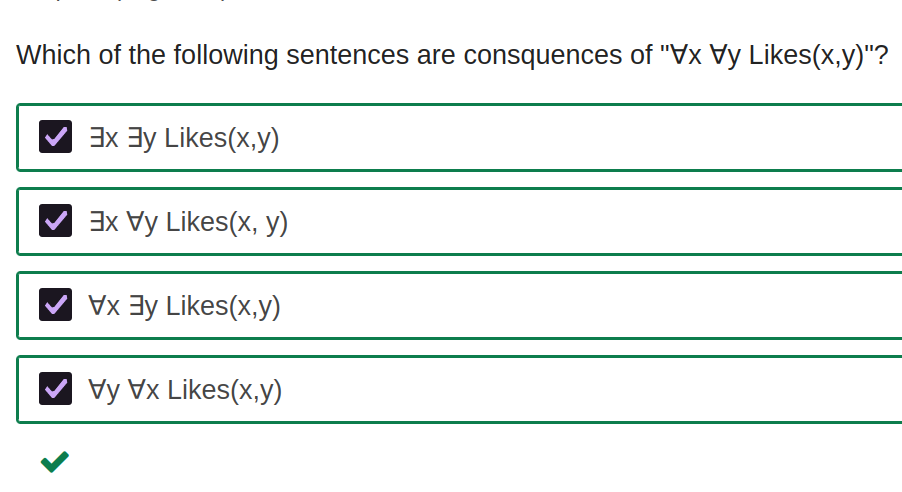 Which of the following sentences are consquences of "∀x ∀y Likes(x,y)"?
∃x ∃y Likes(x,y)
∃x ∀y Likes(x, y)
∀x ∃y Likes(x,y)
∀y ∀x Likes(x,y)